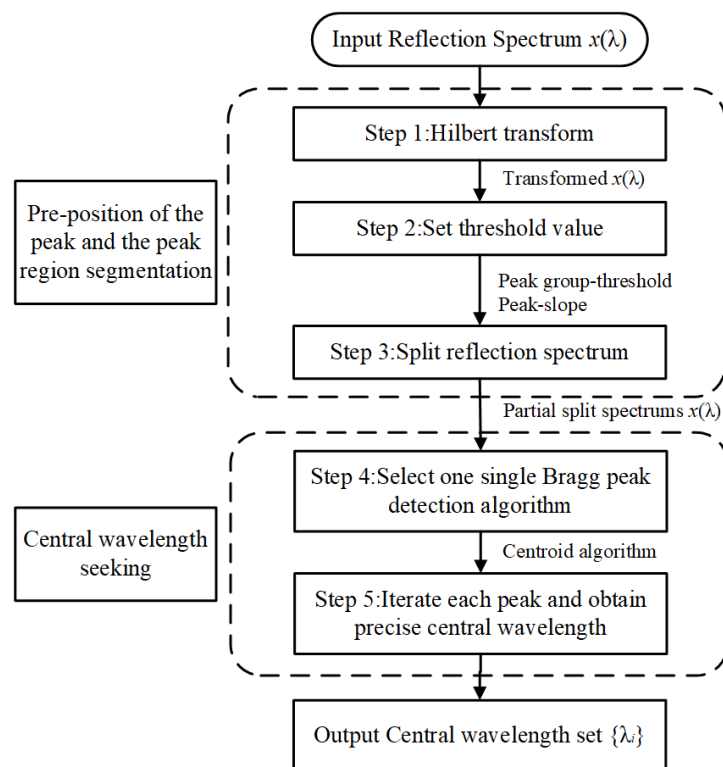 Input Reflection Spectrum x(λ)
Step 1:Hilbert transform
Transformed x(λ)
Pre-position of the
peak and the peak
region segmentation
Step 2:Set threshold value
Peak group-threshold
Peak-slope
Step 3:Split reflection spectrum
Partial split spectrums x(λ)
Step 4:Select one single Bragg peak
detection algorithm
Central wavelength
seeking
Centroid algorithm
Step 5:Iterate each peak and obtain
precise central wavelength
Output Central wavelength set {λᵢ}